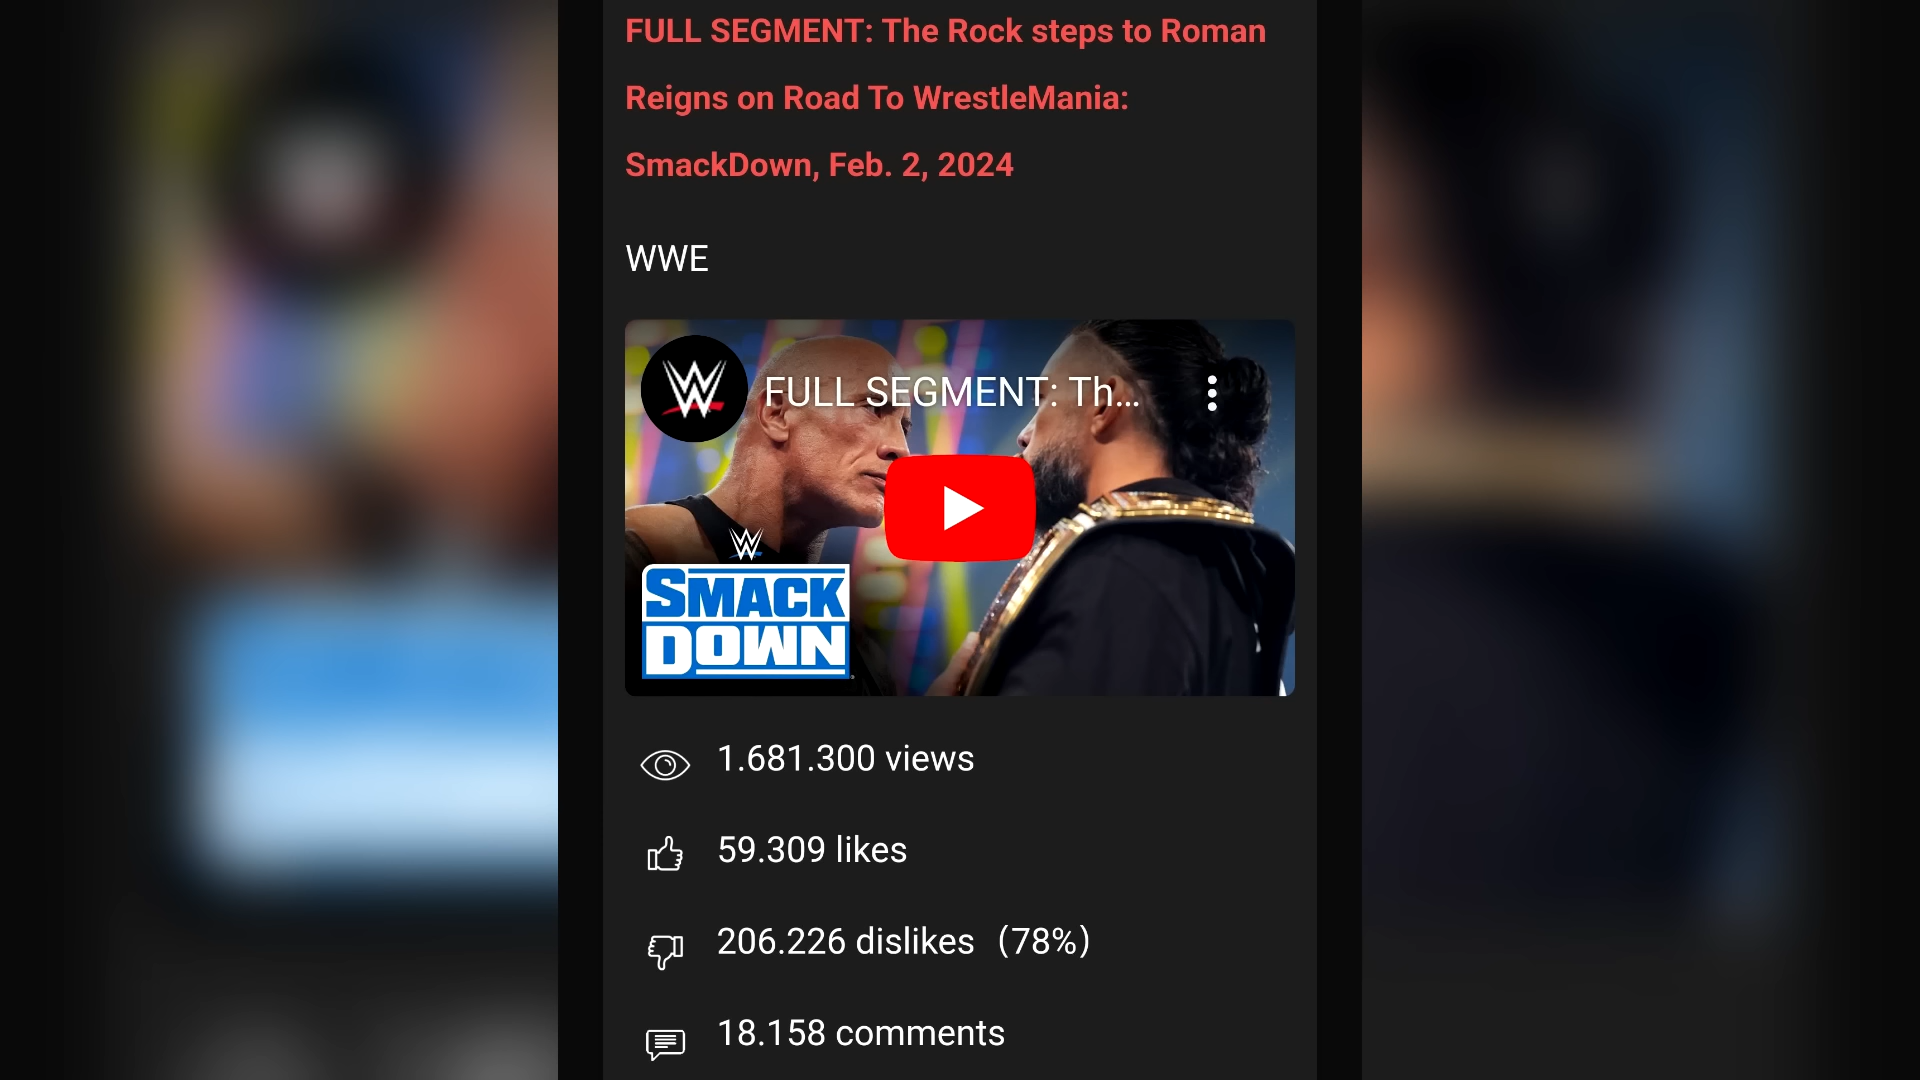 FULL SEGMENT: The Rock steps to Roman
Reigns on Road To WrestleMania:
SmackDown, Feb. 2, 2024
WWE
FULL SEGMENT: Th...
SMACK
DOWN
1.681.300 views
59.309 likes
206.226 dislikes (78%)
18.158 comments